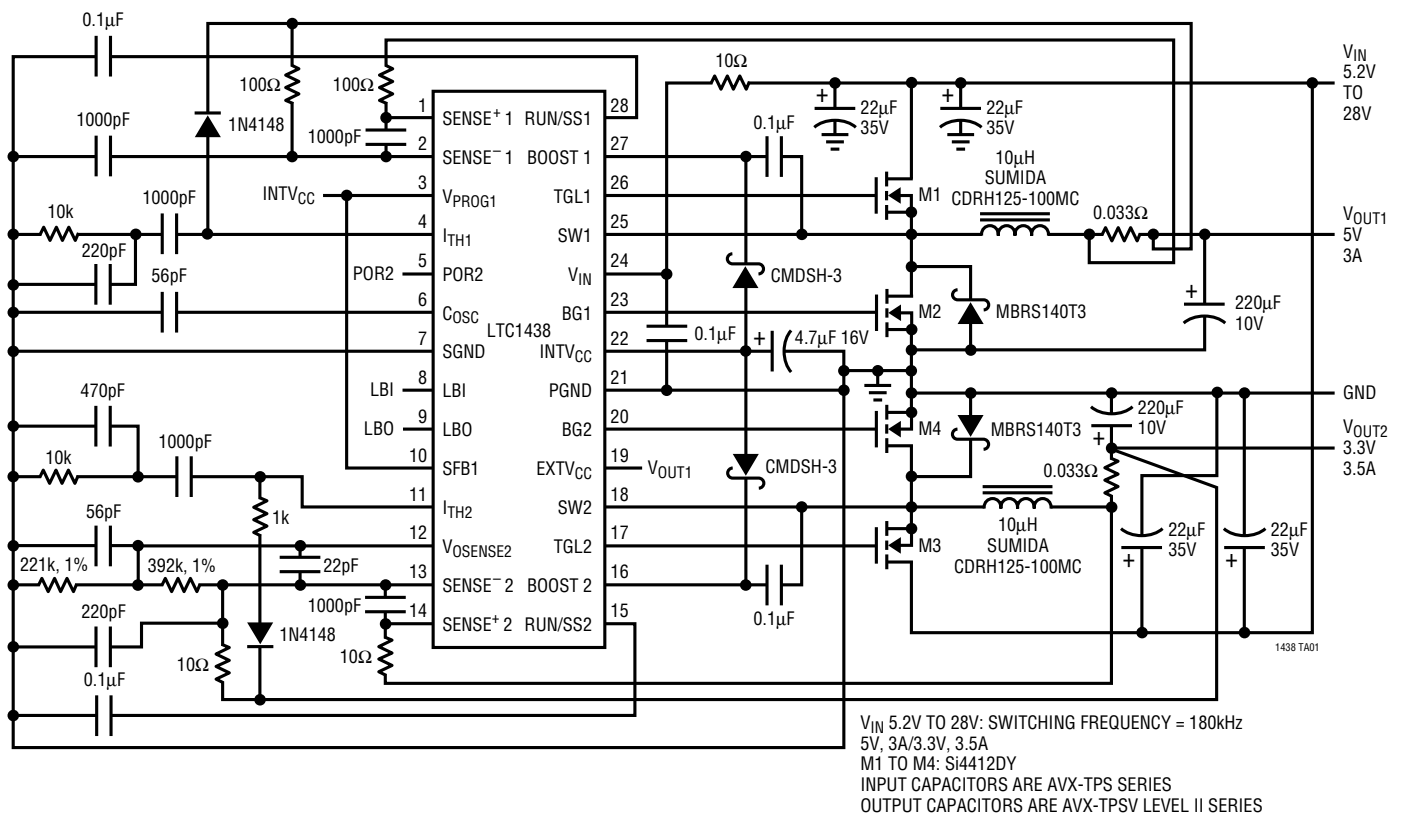 0.1µF
100Ω
100Ω
1N4148
1000pF
1000pF
INTVCC
1000pF
10k
220pF
POR2
56pF
LBI
470pF
LBO
1000pF
10k
1k
56pF
22pF
221k, 1%
392k, 1%
1000pF
220pF
1N4148
10Ω
10Ω
0.1µF
1
SENSE+ 1
RUN/SS1
28
2
SENSE– 1
BOOST 1
27
3
VPROG1
TGL1
26
4
ITH1
SW1
25
5
POR2
VIN
24
6
COSC
BG1
23
LTC1438
7
SGND
INTVCC
22
8
LBI
PGND
21
9
LBO
BG2
20
10
SFB1
EXTVCC
19
VOUT1
11
ITH2
SW2
18
12
VOSENSE2
TGL2
17
13
SENSE– 2
BOOST 2
16
14
SENSE+ 2
RUN/SS2
15
10Ω
+
22µF
35V
+
22µF
35V
VIN
5.2V
TO
28V
0.1µF
M1
10µH
SUMIDA
CDRH125-100MC
0.033Ω
VOUT1
5V
3A
CMDSH-3
M2
MBRS140T3
+
220µF
10V
0.1µF
+
4.7µF 16V
GND
M4
MBRS140T3
220µF
10V
+
VOUT2
3.3V
3.5A
CMDSH-3
0.033Ω
10µH
SUMIDA
CDRH125-100MC
M3
22µF
35V
+
22µF
35V
+
0.1µF
1438 TA01
VIN 5.2V TO 28V: SWITCHING FREQUENCY = 180kHz
5V, 3A/3.3V, 3.5A
M1 TO M4: Si4412DY
INPUT CAPACITORS ARE AVX-TPS SERIES
OUTPUT CAPACITORS ARE AVX-TPSV LEVEL II SERIES